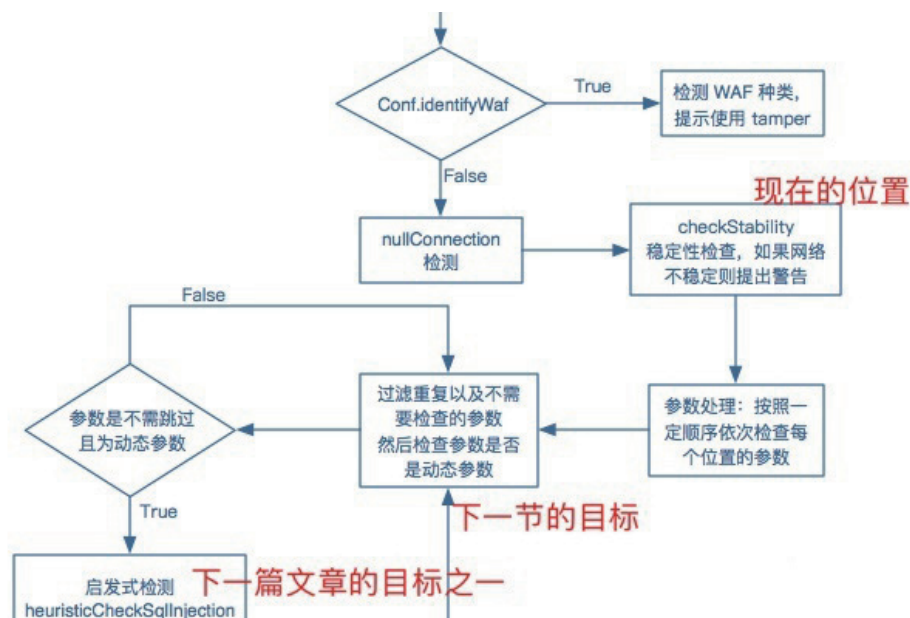 Conf.identifyWaf
True
检测 WAF 种类，
提示使用 tamper
False
现在的位置
nullConnection
检测
checkStability
稳定性检查，如果网络
不稳定则提出警告
False
参数是不需跳过
且为动态参数
过滤重复以及不需
要检查的参数
然后检查参数是否
是动态参数
参数处理：按照一
定顺序依次检查每
个位置的参数
True
下一节的目标
启发式检测
heuristicCheckSqlInjection
下一篇文章的目标之一